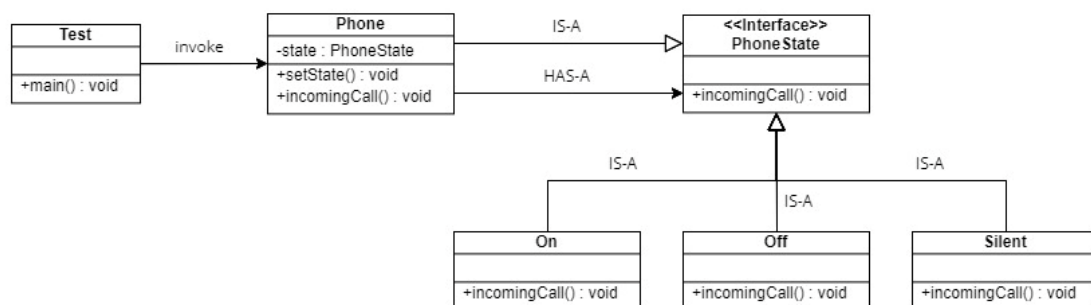 Test
+main() : void
invoke
Phone
-state : PhoneState
+setState() : void
+incomingCall() : void
IS-A
HAS-A
<<Interface>>
PhoneState
+incomingCall() : void
IS-A
IS-A
IS-A
On
+incomingCall() : void
Off
+incomingCall() : void
Silent
+incomingCall() : void